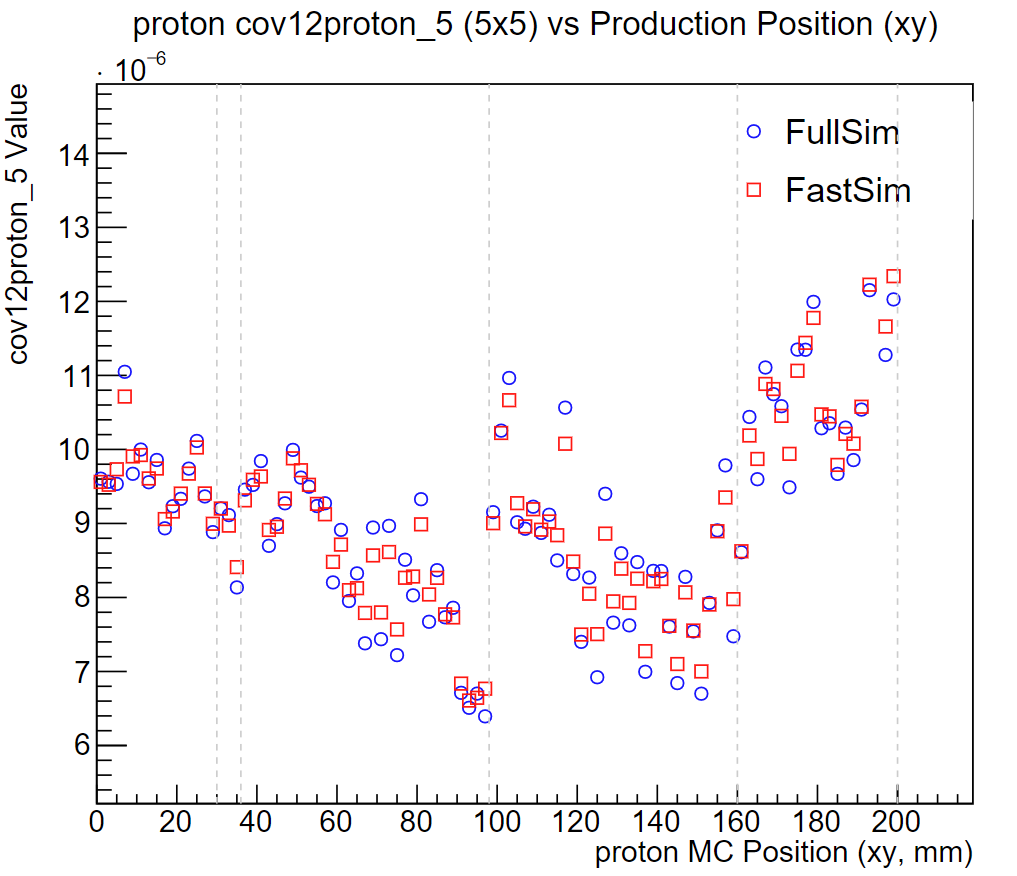 proton cov12proton_5 (5x5) vs Production Position (xy)
· 10⁻⁶
cov12proton_5 Value
FullSim
FastSim
14
13
12
11
10
9
8
7
6
0 20 40 60 80 100 120 140 160 180 200
proton MC Position (xy, mm)